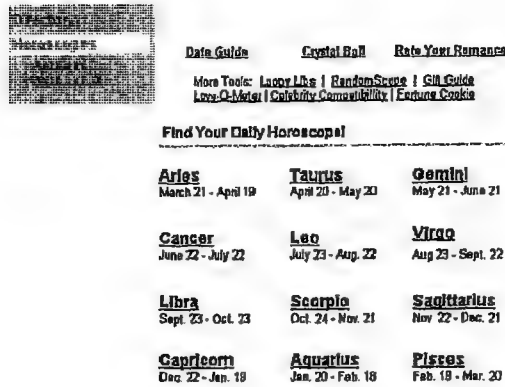 Horoscopes
Date Guide Crystal Ball Rate Your Romance
More Tools: Loopy Libs | RandomScope | Gift Guide
Love-O-Meter | Celebrity Compatibility | Fortune Cookie
Find Your Daily Horoscope!
Aries Taurus Gemini
March 21 - April 19 April 20 - May 20 May 21 - June 21
Cancer Leo Virgo
June 22 - July 22 July 23 - Aug. 22 Aug 23 - Sept. 22
Libra Scorpio Sagittarius
Sept. 23 - Oct. 23 Oct. 24 - Nov. 21 Nov 22 - Dec. 21
Capricorn Aquarius Pisces
Dec. 22 - Jan. 19 Jan. 20 - Feb. 18 Feb. 19 - Mar. 20